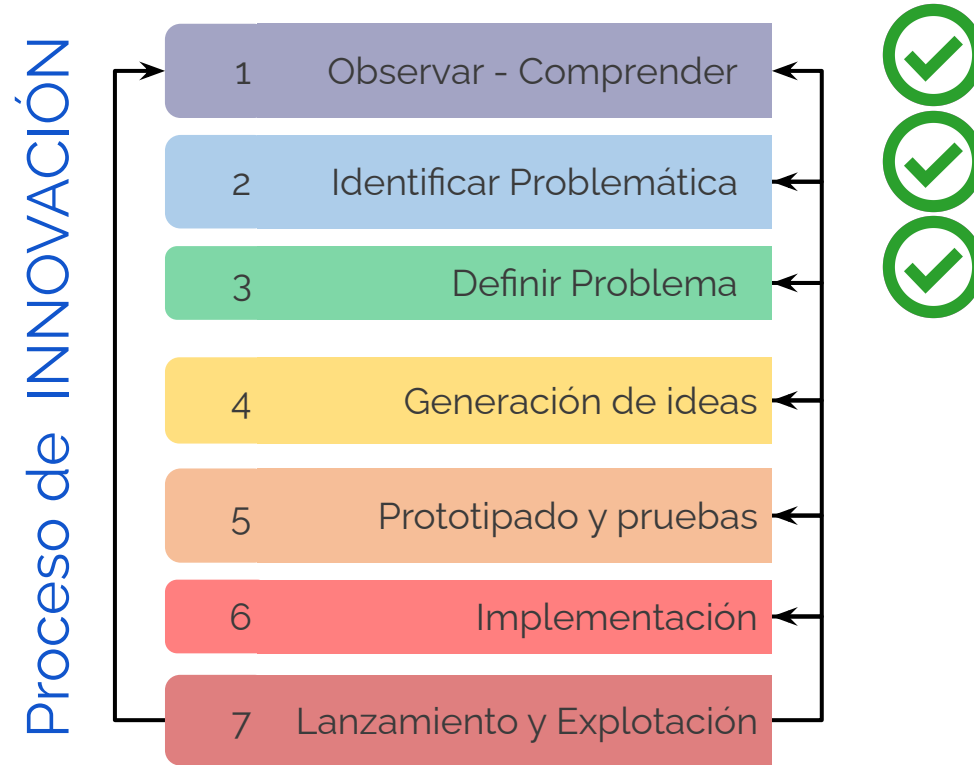 Proceso de INNOVACIÓN
1 Observar - Comprender
2 Identificar Problemática
3 Definir Problema
4 Generación de ideas
5 Prototipado y pruebas
6 Implementación
7 Lanzamiento y Explotación